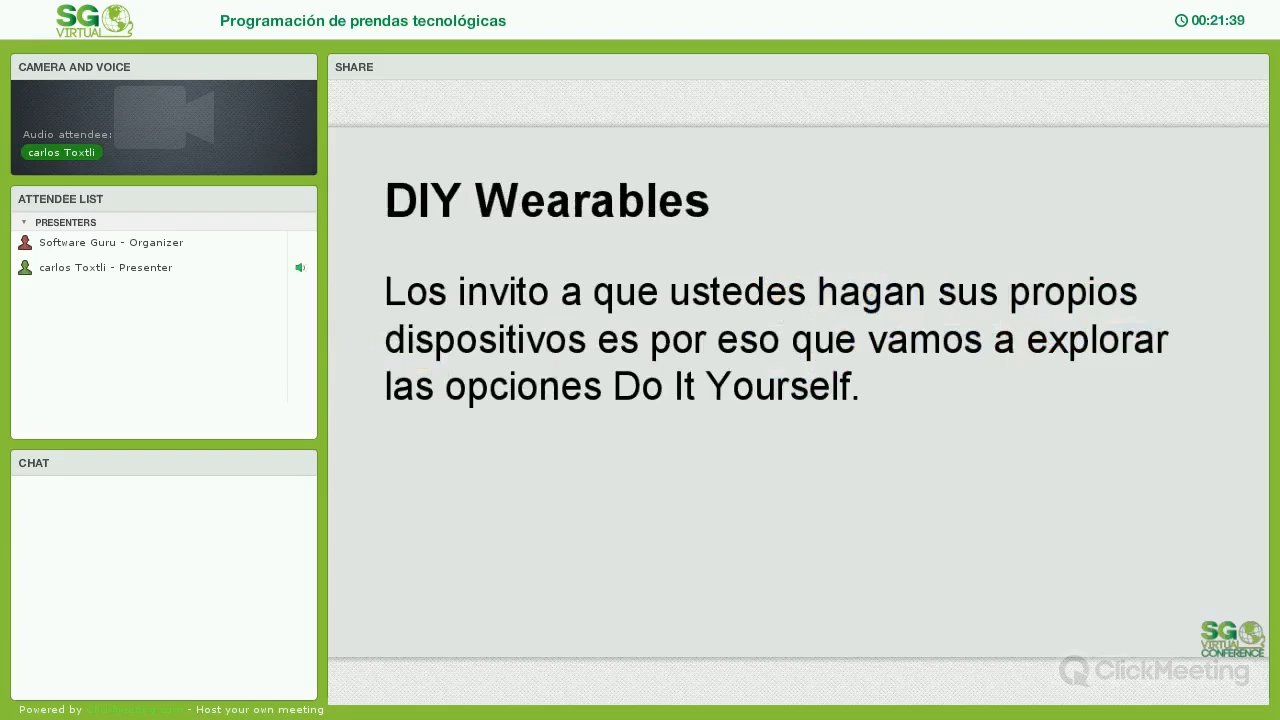 SG
VIRTUAL
Programación de prendas tecnológicas
00:21:39
CAMERA AND VOICE
Audio attendee:
carlos Toxtli
ATTENDEE LIST
PRESENTERS
Software Guru - Organizer
carlos Toxtli - Presenter
CHAT
SHARE
DIY Wearables
Los invito a que ustedes hagan sus propios
dispositivos es por eso que vamos a explorar
las opciones Do It Yourself.
SG
VIRTUAL
CONFERENCE
ClickMeeting
Powered by ClickMeeting.com - Host your own meeting